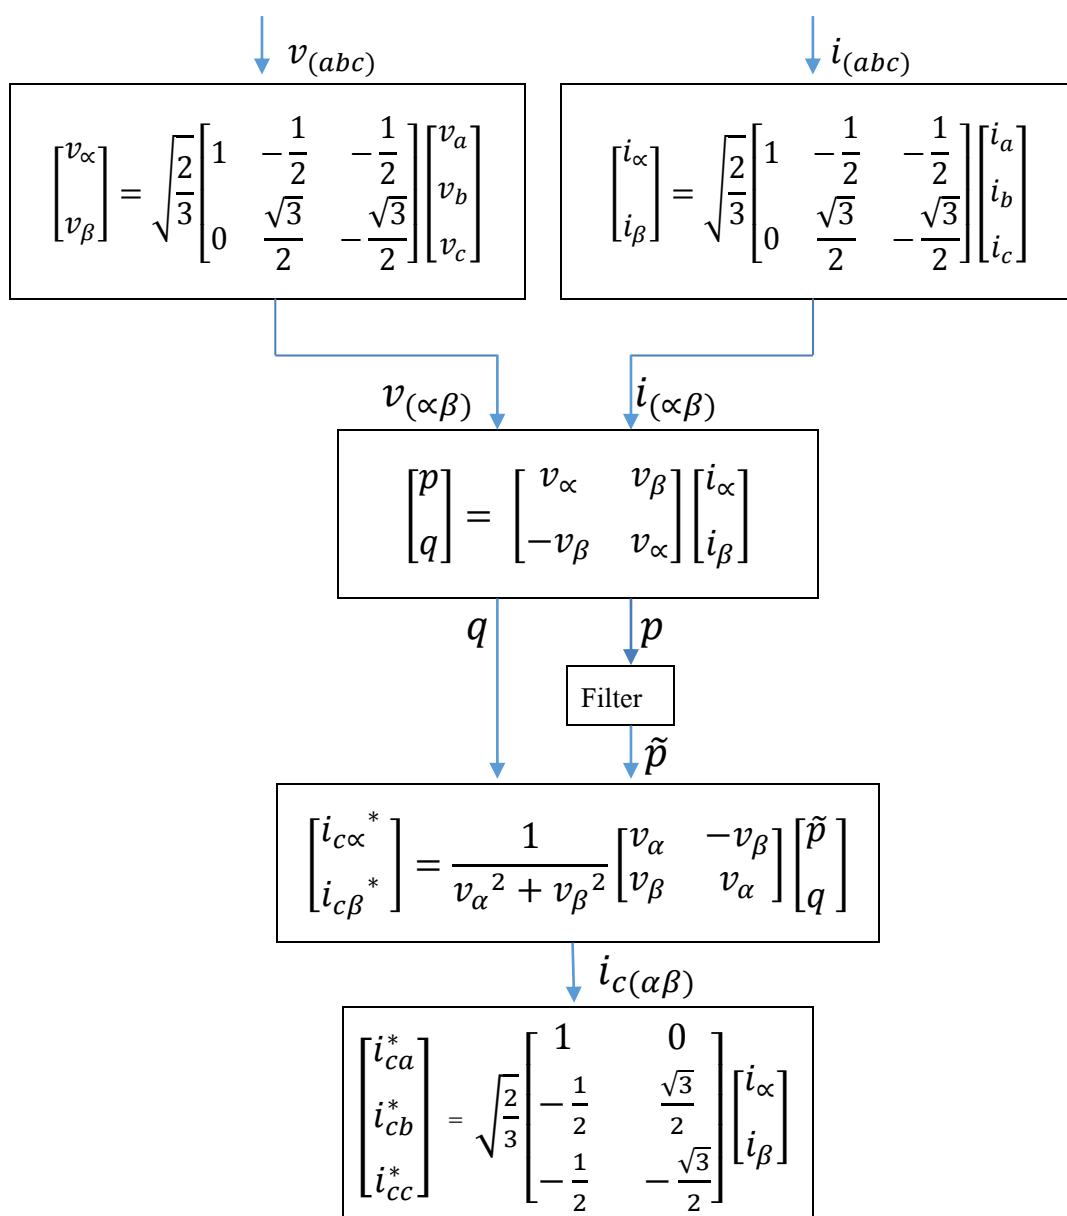 v(abc) i(abc)
[v∝ vβ] = √(2/3) [1 −1/2 −1/2; 0 √3/2 −√3/2] [va vb vc]
[i∝ iβ] = √(2/3) [1 −1/2 −1/2; 0 √3/2 −√3/2] [ia ib ic]
v(∝β) i(∝β)
[p q] = [v∝ vβ; −vβ v∝] [i∝ iβ]
q p
Filter
p̃
[ic∝* icβ*] = 1/(vα² + vβ²) [vα −vβ; vβ vα] [p̃ q]
ic(αβ)
[i*ca i*cb i*cc] = √(2/3) [1 0; −1/2 √3/2; −1/2 −√3/2] [i∝ iβ]